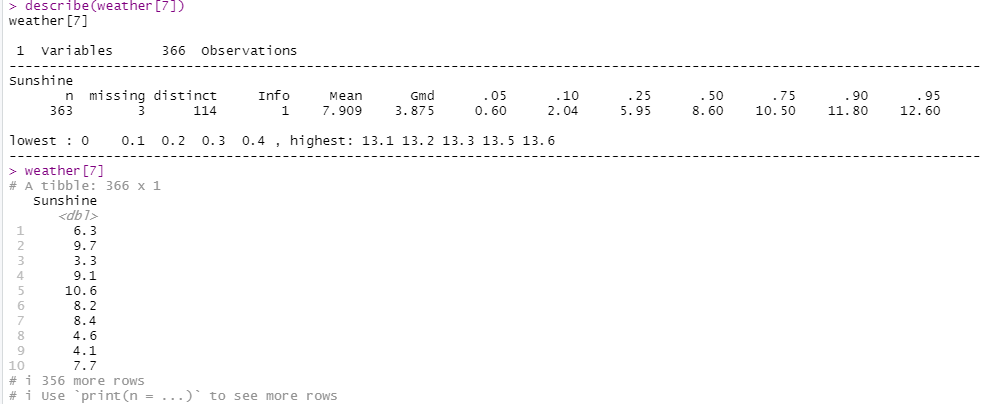 > describe(weather[7])
weather[7]
1 Variables 366 Observations
--------------------------------------------------------------------------------
Sunshine
n missing distinct Info Mean Gmd .05 .10 .25 .50 .75 .90 .95
363 3 114 1 7.909 3.875 0.60 2.04 5.95 8.60 10.50 11.80 12.60
lowest : 0 0.1 0.2 0.3 0.4 , highest: 13.1 13.2 13.3 13.5 13.6
--------------------------------------------------------------------------------
> weather[7]
# A tibble: 366 x 1
Sunshine
<dbl>
1 6.3
2 9.7
3 3.3
4 9.1
5 10.6
6 8.2
7 8.4
8 4.6
9 4.1
10 7.7
# i 356 more rows
# i Use `print(n = ...)` to see more rows